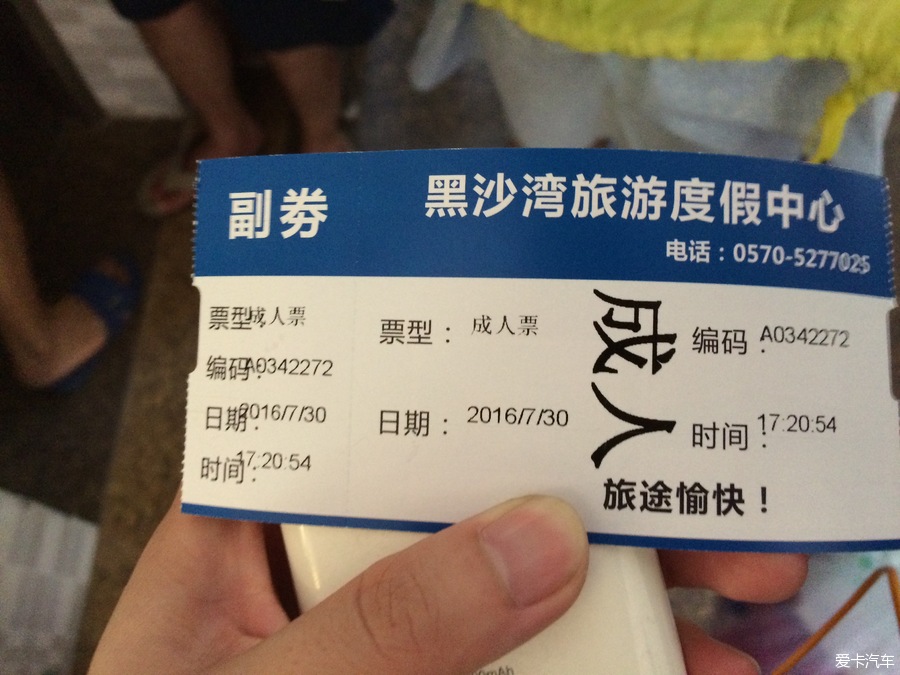 副劵
票型：成人票
编码：A0342272
日期：2016/7/30
时间：17:20:54
黑沙湾旅游度假中心
电话：0570-5277025
票型： 成人票
编码： A0342272
日期： 2016/7/30
时间： 17:20:54
成人
旅途愉快！
mAh
爱卡汽车